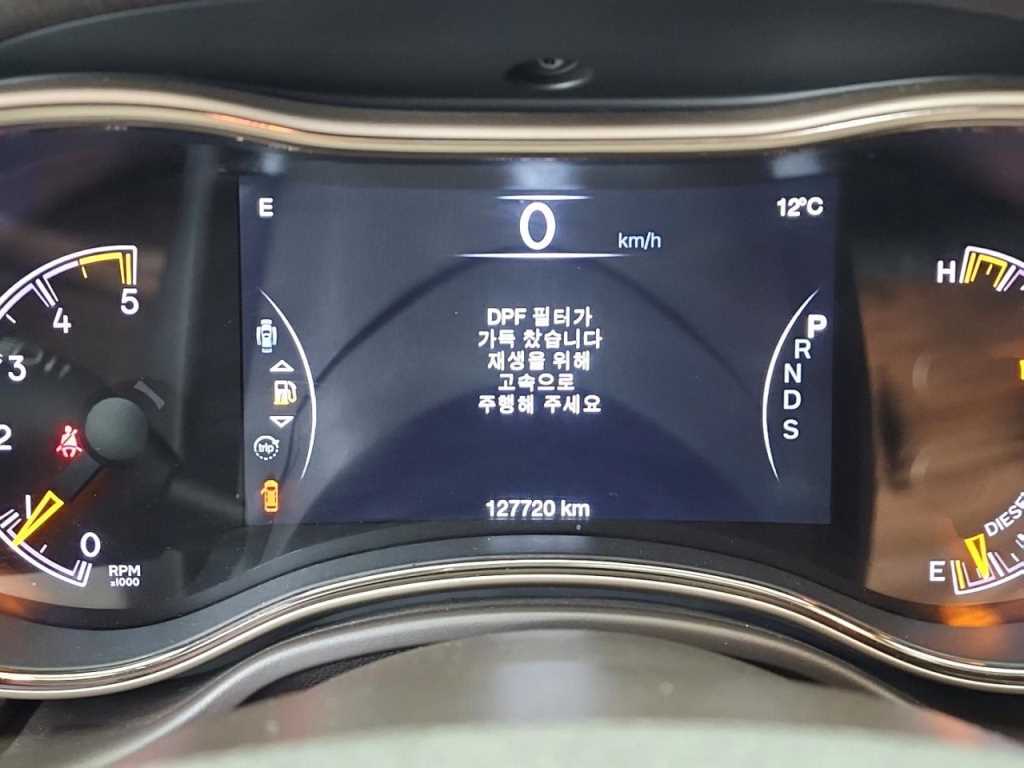 E
0
km/h
12°C
DPF 필터가
가득 찼습니다
재생을 위해
고속으로
주행해 주세요
127720 km
trip
P
R
N
D
S
5
4
3
2
1
0
RPM
x1000
H
E
DIESEL